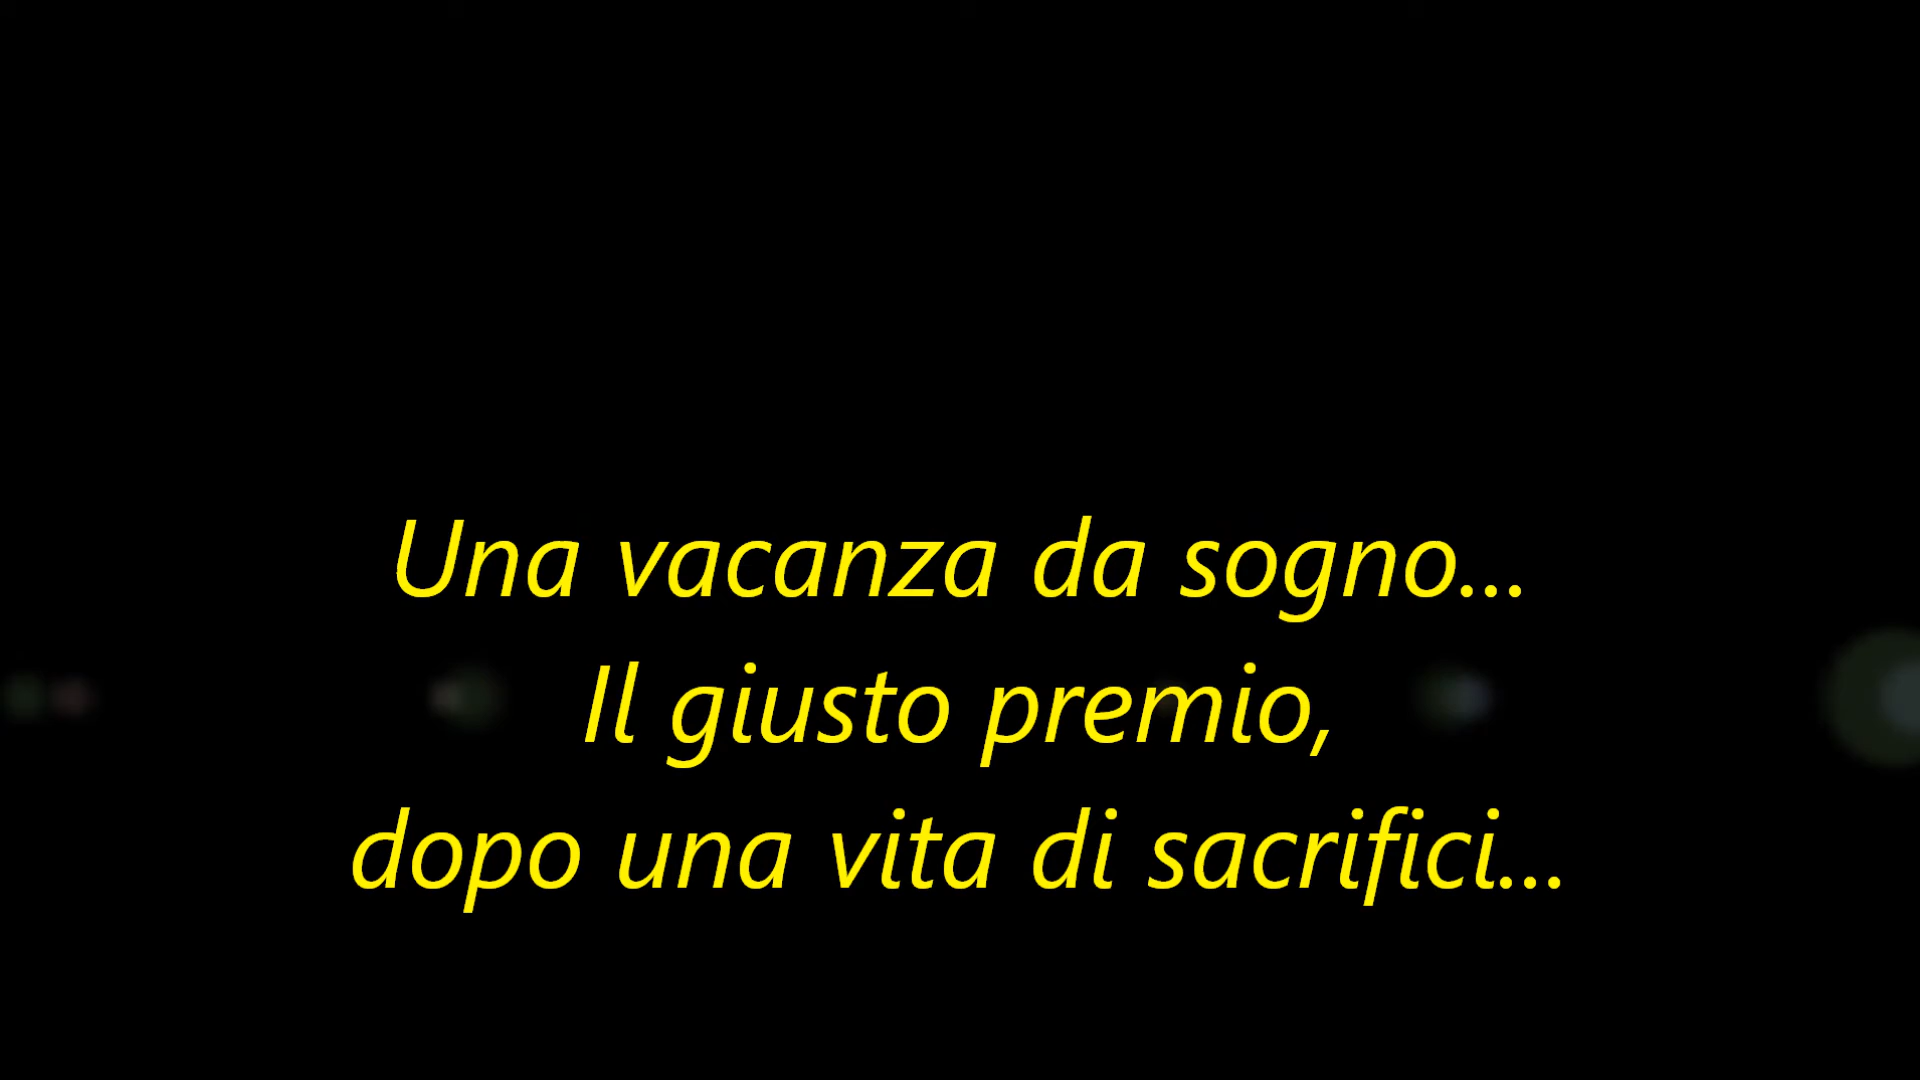 Una vacanza da sogno...
Il giusto premio,
dopo una vita di sacrifici...